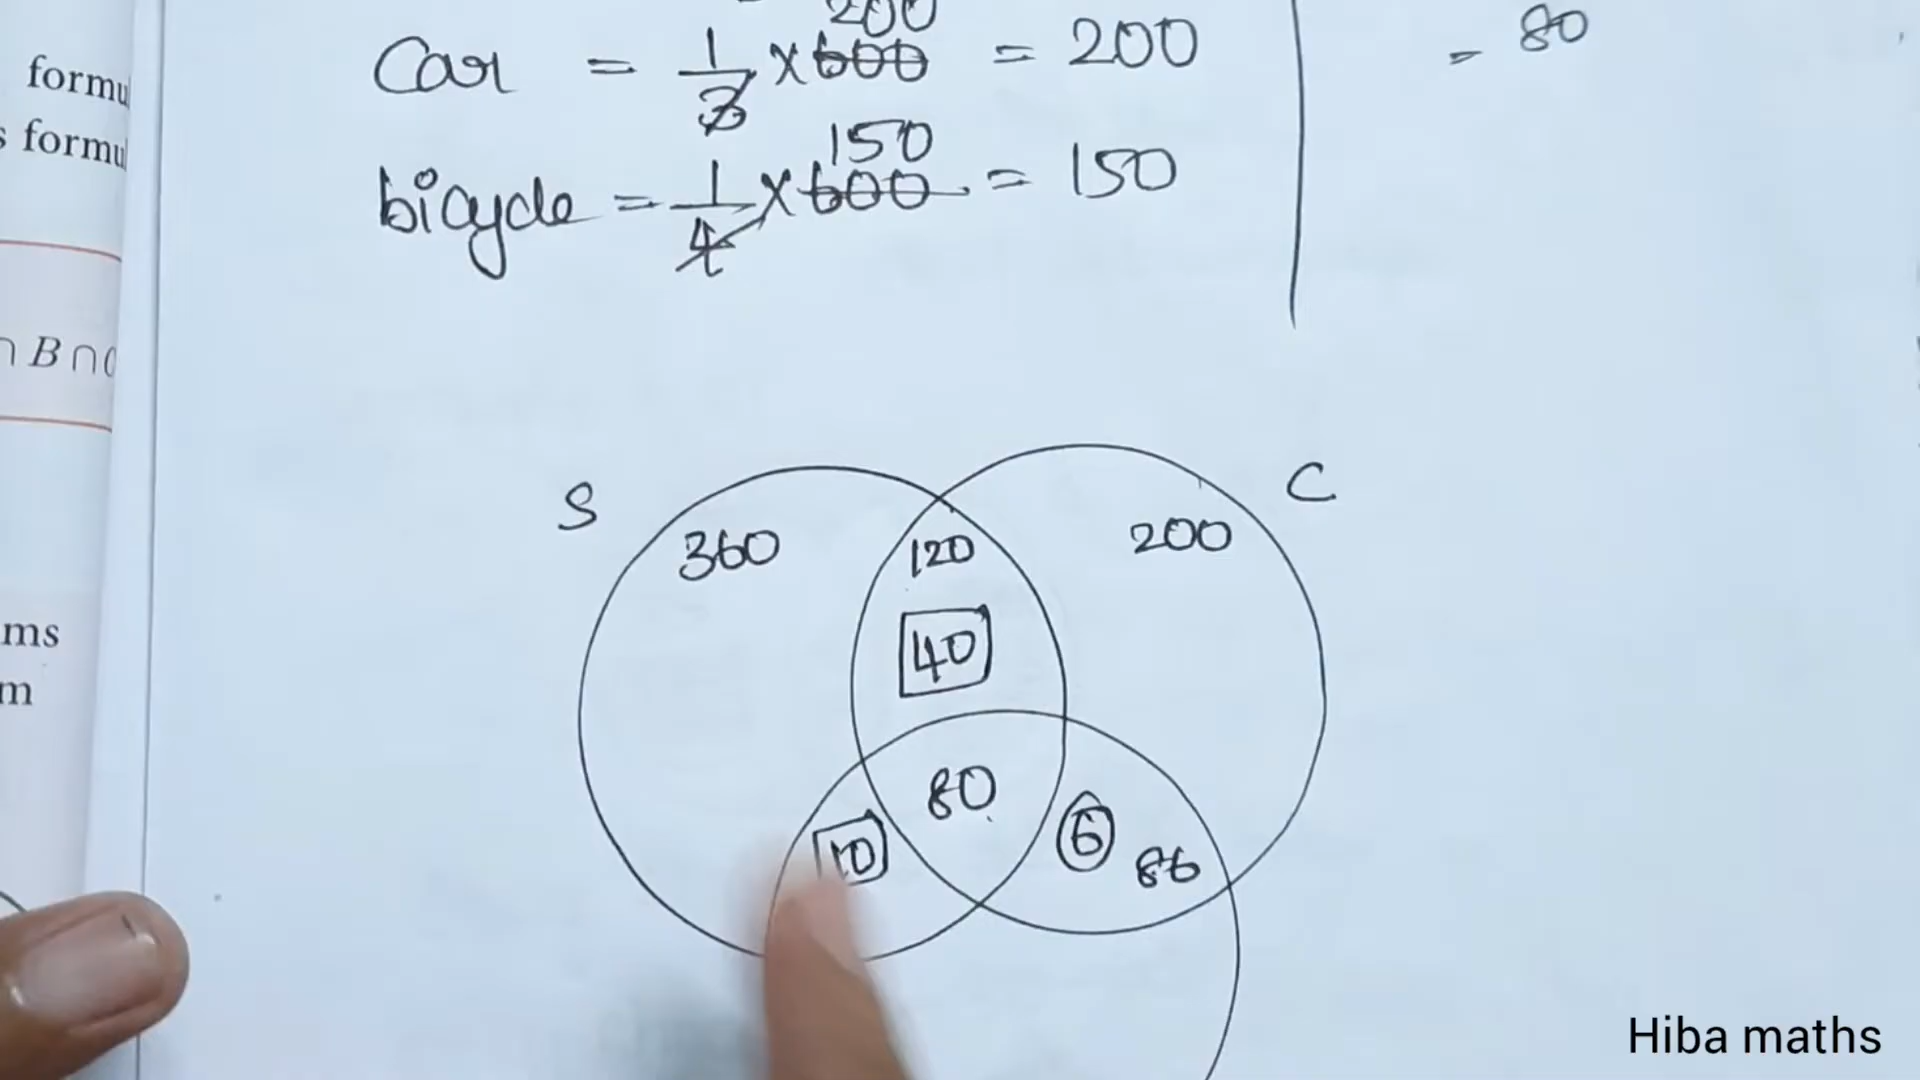 200
Car = 1/3 × 600 = 200
150
bicycle = 1/4 × 600 = 150
= 80
formu
s formu
B ∩
ms
m
S
C
360
120
200
40
80
10
6
86
Hiba maths